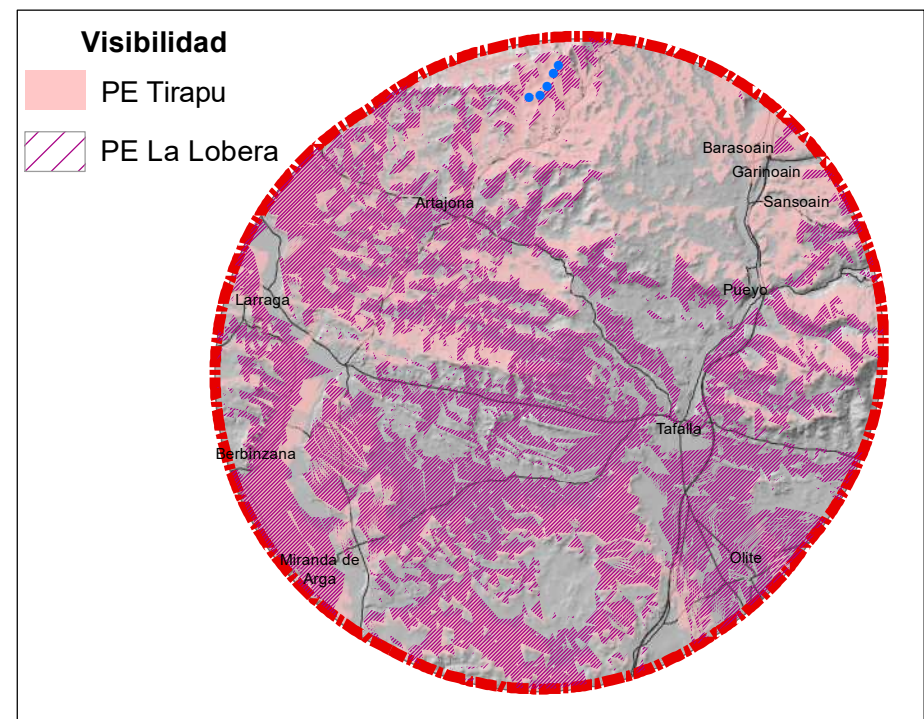 Visibilidad
PE Tirapu
PE La Lobera
Barasoain
Garinoain
Sansoain
Artajona
Pueyo
Larraga
Tafalla
Berbinzana
Olite
Miranda de
Arga